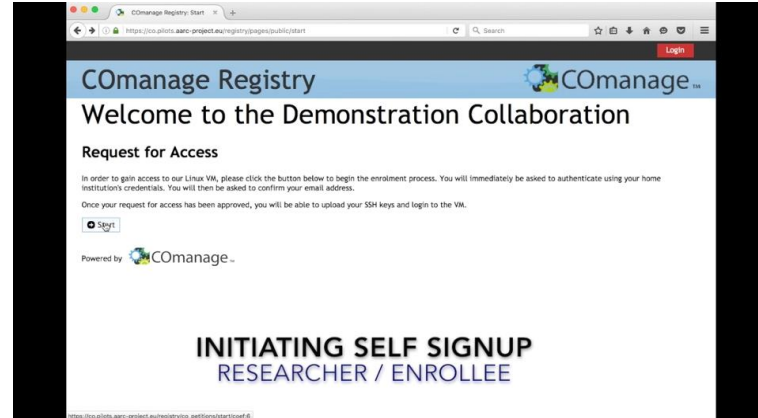 COmanage Registry: Start
https://co.pilots.aarc-project.eu/registry/pages/public/start
Search
Login
COmanage Registry
COmanage TM
Welcome to the Demonstration Collaboration
Request for Access
In order to gain access to our Linux VM, please click the button below to begin the enrolment process. You will immediately be asked to authenticate using your home
institution's credentials. You will then be asked to confirm your email address.
Once your request for access has been approved, you will be able to upload your SSH keys and login to the VM.
Start
Powered by COmanage TM
INITIATING SELF SIGNUP
RESEARCHER / ENROLLEE
https://co.pilots.aarc-project.eu/registry/co_petitions/start/coef:6